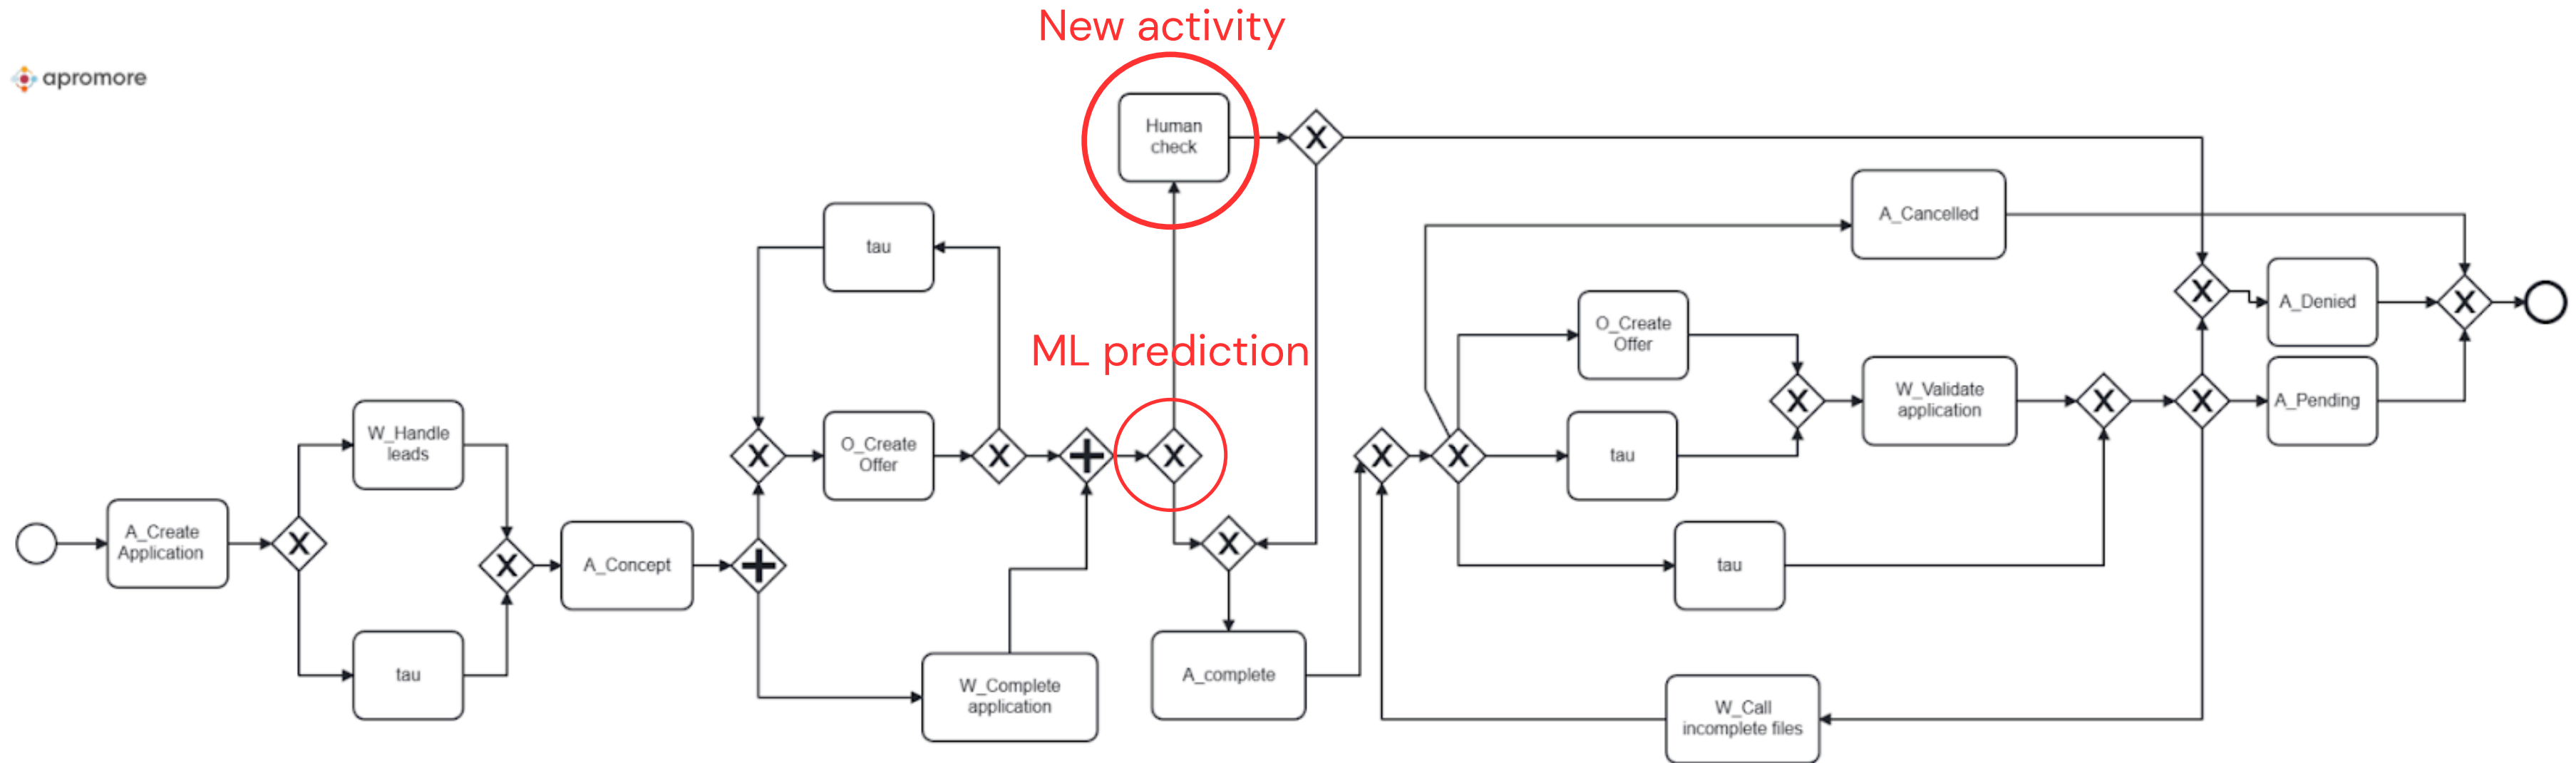 New activity
apromore
Human
check
A_Cancelled
tau
ML prediction
O_Create
Offer
A_Denied
W_Validate
application
A_Pending
W_Handle
leads
O_Create
Offer
tau
A_Create
Application
A_Concept
tau
tau
W_Complete
application
A_complete
W_Call
incomplete files